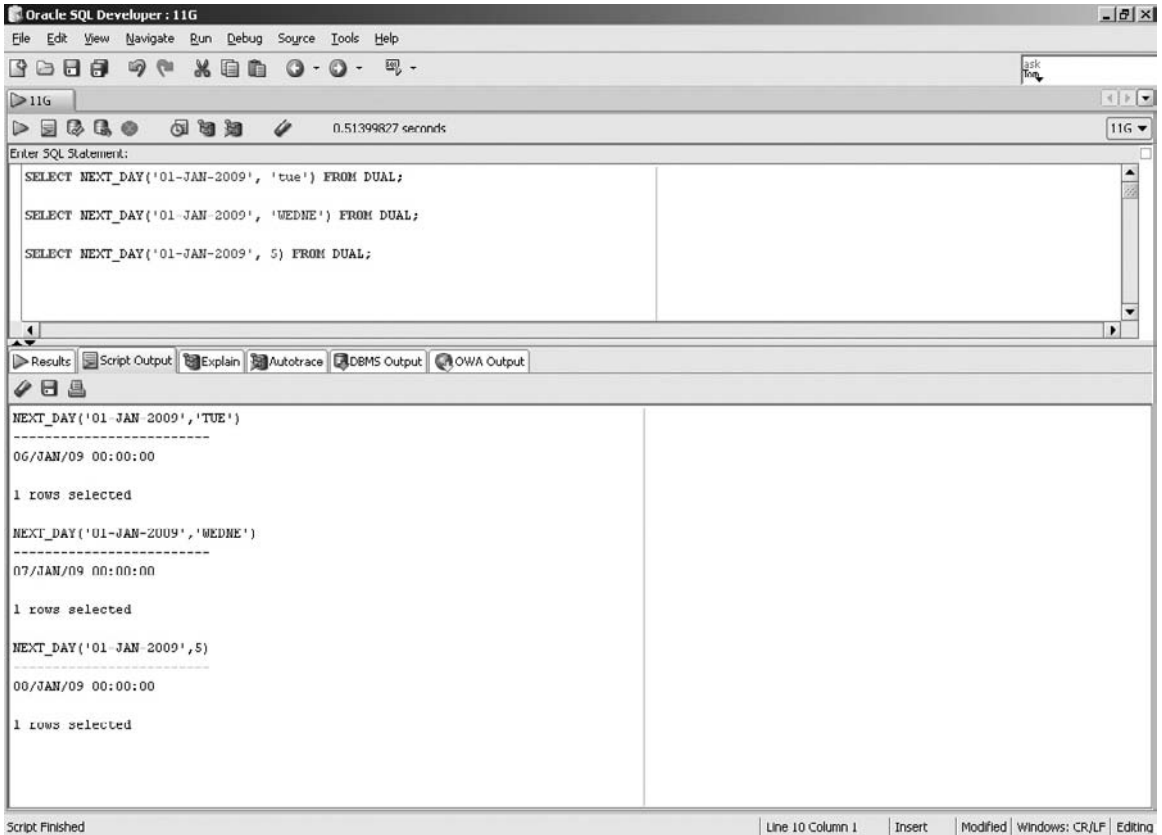 Oracle SQL Developer : 11G
File Edit View Navigate Run Debug Source Tools Help
ask
Tom
11G
0.51399827 seconds
11G
Enter SQL Statement:
SELECT NEXT_DAY('01-JAN-2009', 'tue') FROM DUAL;
SELECT NEXT_DAY('01-JAN-2009', 'WEDNE') FROM DUAL;
SELECT NEXT_DAY('01-JAN-2009', 5) FROM DUAL;
Results Script Output Explain Autotrace DBMS Output OWA Output
NEXT_DAY('01-JAN-2009','TUE')
-------------------------
06/JAN/09 00:00:00
1 rows selected
NEXT_DAY('01-JAN-2009','WEDNE')
-------------------------
07/JAN/09 00:00:00
1 rows selected
NEXT_DAY('01-JAN-2009',5)
-------------------------
08/JAN/09 00:00:00
1 rows selected
Script Finished Line 10 Column 1 Insert Modified Windows: CR/LF Editing